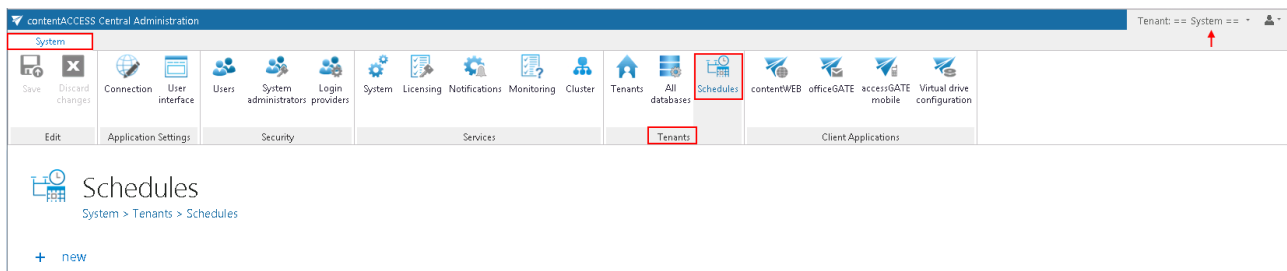 contentACCESS Central Administration
Tenant: == System ==
System
Save
Discard changes
Connection
User interface
Users
System administrators
Login providers
System
Licensing
Notifications
Monitoring
Cluster
Tenants
All databases
Schedules
contentWEB
officeGATE
accessGATE mobile
Virtual drive configuration
Edit
Application Settings
Security
Services
Tenants
Client Applications
Schedules
System > Tenants > Schedules
+ new